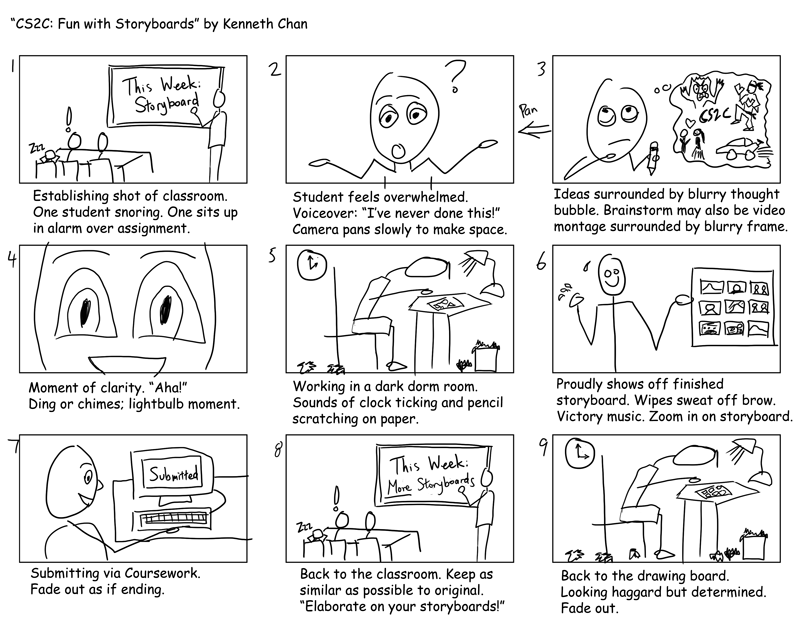 "CS2C: Fun with Storyboards" by Kenneth Chan
1
This Week:
Storyboard
Zzz
!
Establishing shot of classroom.
One student snoring. One sits up
in alarm over assignment.
2
?
Student feels overwhelmed.
Voiceover: "I've never done this!"
Camera pans slowly to make space.
Pan
3
CS2C
Ideas surrounded by blurry thought
bubble. Brainstorm may also be video
montage surrounded by blurry frame.
4
Moment of clarity. "Aha!"
Ding or chimes; lightbulb moment.
5
Working in a dark dorm room.
Sounds of clock ticking and pencil
scratching on paper.
6
Proudly shows off finished
storyboard. Wipes sweat off brow.
Victory music. Zoom in on storyboard.
7
Submitted
Submitting via Coursework.
Fade out as if ending.
8
This Week:
More Storyboards
Zzz
!
Back to the classroom. Keep as
similar as possible to original.
"Elaborate on your storyboards!"
9
Back to the drawing board.
Looking haggard but determined.
Fade out.